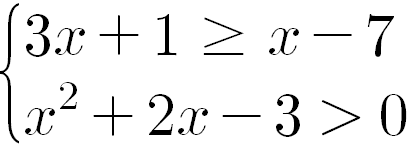 3x + 1 ≥ x − 7
x² + 2x − 3 > 0